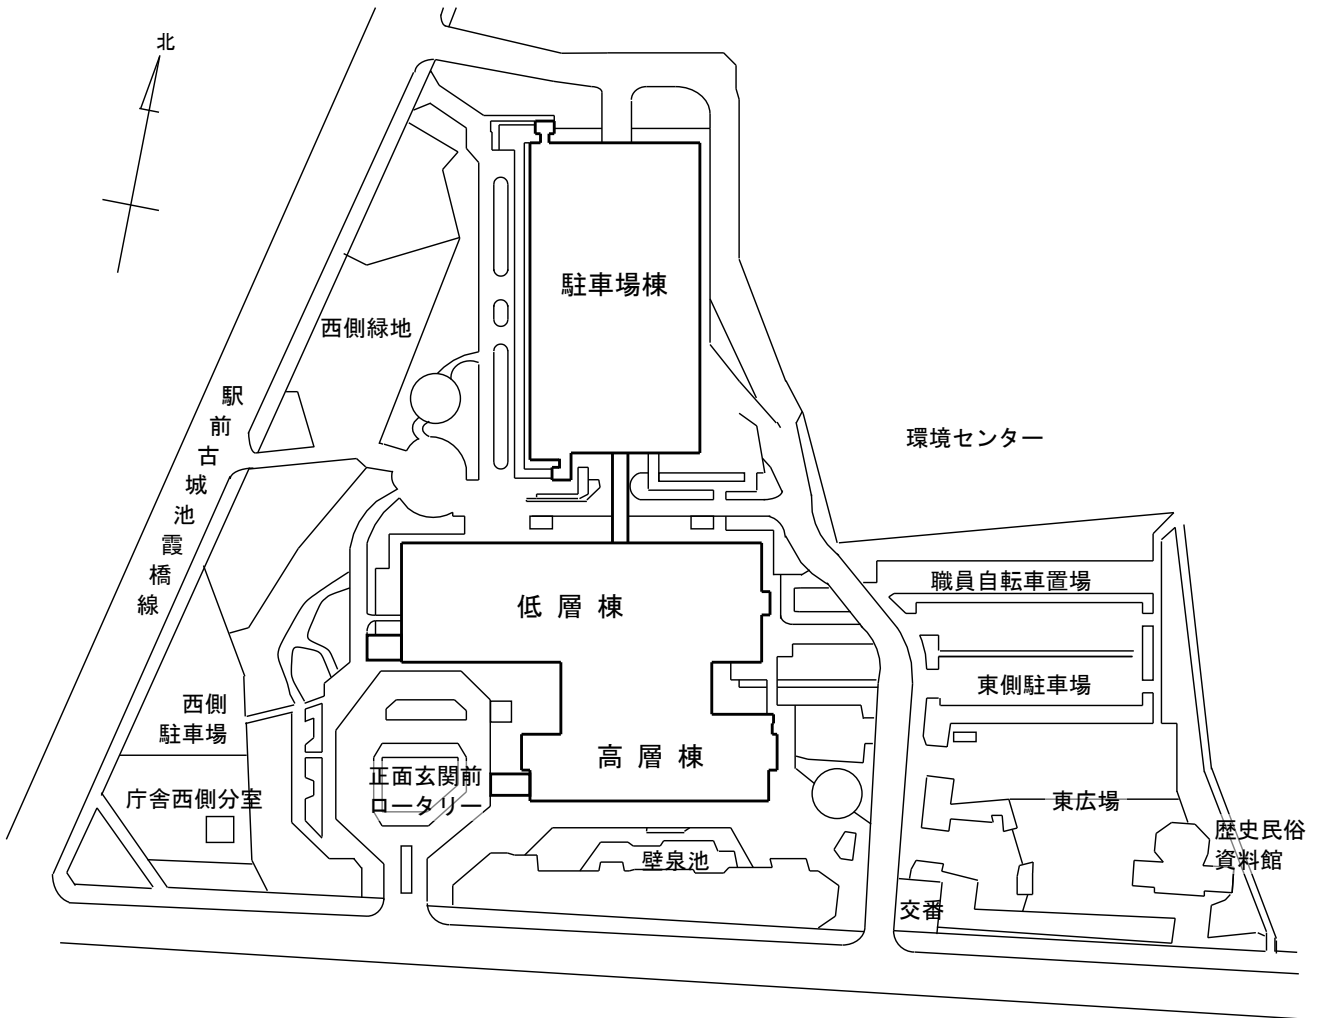 北
駐車場棟
西側緑地
駅前古城池霞橋線
環境センター
職員自転車置場
低層棟
東側駐車場
西側
駐車場
高層棟
正面玄関前
ロータリー
庁舎西側分室
東広場
歴史民俗
資料館
壁泉池
交番